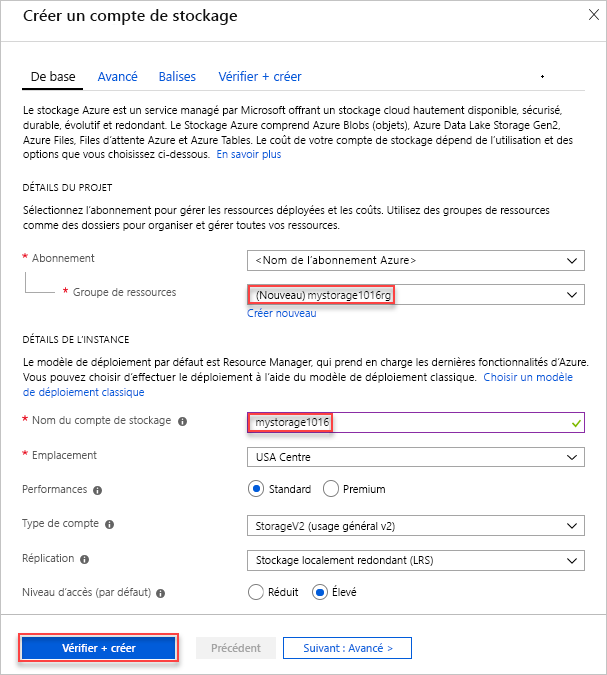 Créer un compte de stockage
De base Avancé Balises Vérifier + créer
Le stockage Azure est un service managé par Microsoft offrant un stockage cloud hautement disponible, sécurisé,
durable, évolutif et redondant. Le Stockage Azure comprend Azure Blobs (objets), Azure Data Lake Storage Gen2,
Azure Files, Files d'attente Azure et Azure Tables. Le coût de votre compte de stockage dépend de l'utilisation et des
options que vous choisissez ci-dessous. En savoir plus
DÉTAILS DU PROJET
Sélectionnez l'abonnement pour gérer les ressources déployées et les coûts. Utilisez des groupes de ressources
comme des dossiers pour organiser et gérer toutes vos ressources.
* Abonnement <Nom de l'abonnement Azure>
* Groupe de ressources (Nouveau) mystorage1016rg
Créer nouveau
DÉTAILS DE L'INSTANCE
Le modèle de déploiement par défaut est Resource Manager, qui prend en charge les dernières fonctionnalités d'Azure.
Vous pouvez choisir d'effectuer le déploiement à l'aide du modèle de déploiement classique. Choisir un modèle
de déploiement classique
* Nom du compte de stockage mystorage1016
* Emplacement USA Centre
Performances Standard Premium
Type de compte StorageV2 (usage général v2)
Réplication Stockage localement redondant (LRS)
Niveau d'accès (par défaut) Réduit Élevé
Vérifier + créer Précédent Suivant : Avancé >